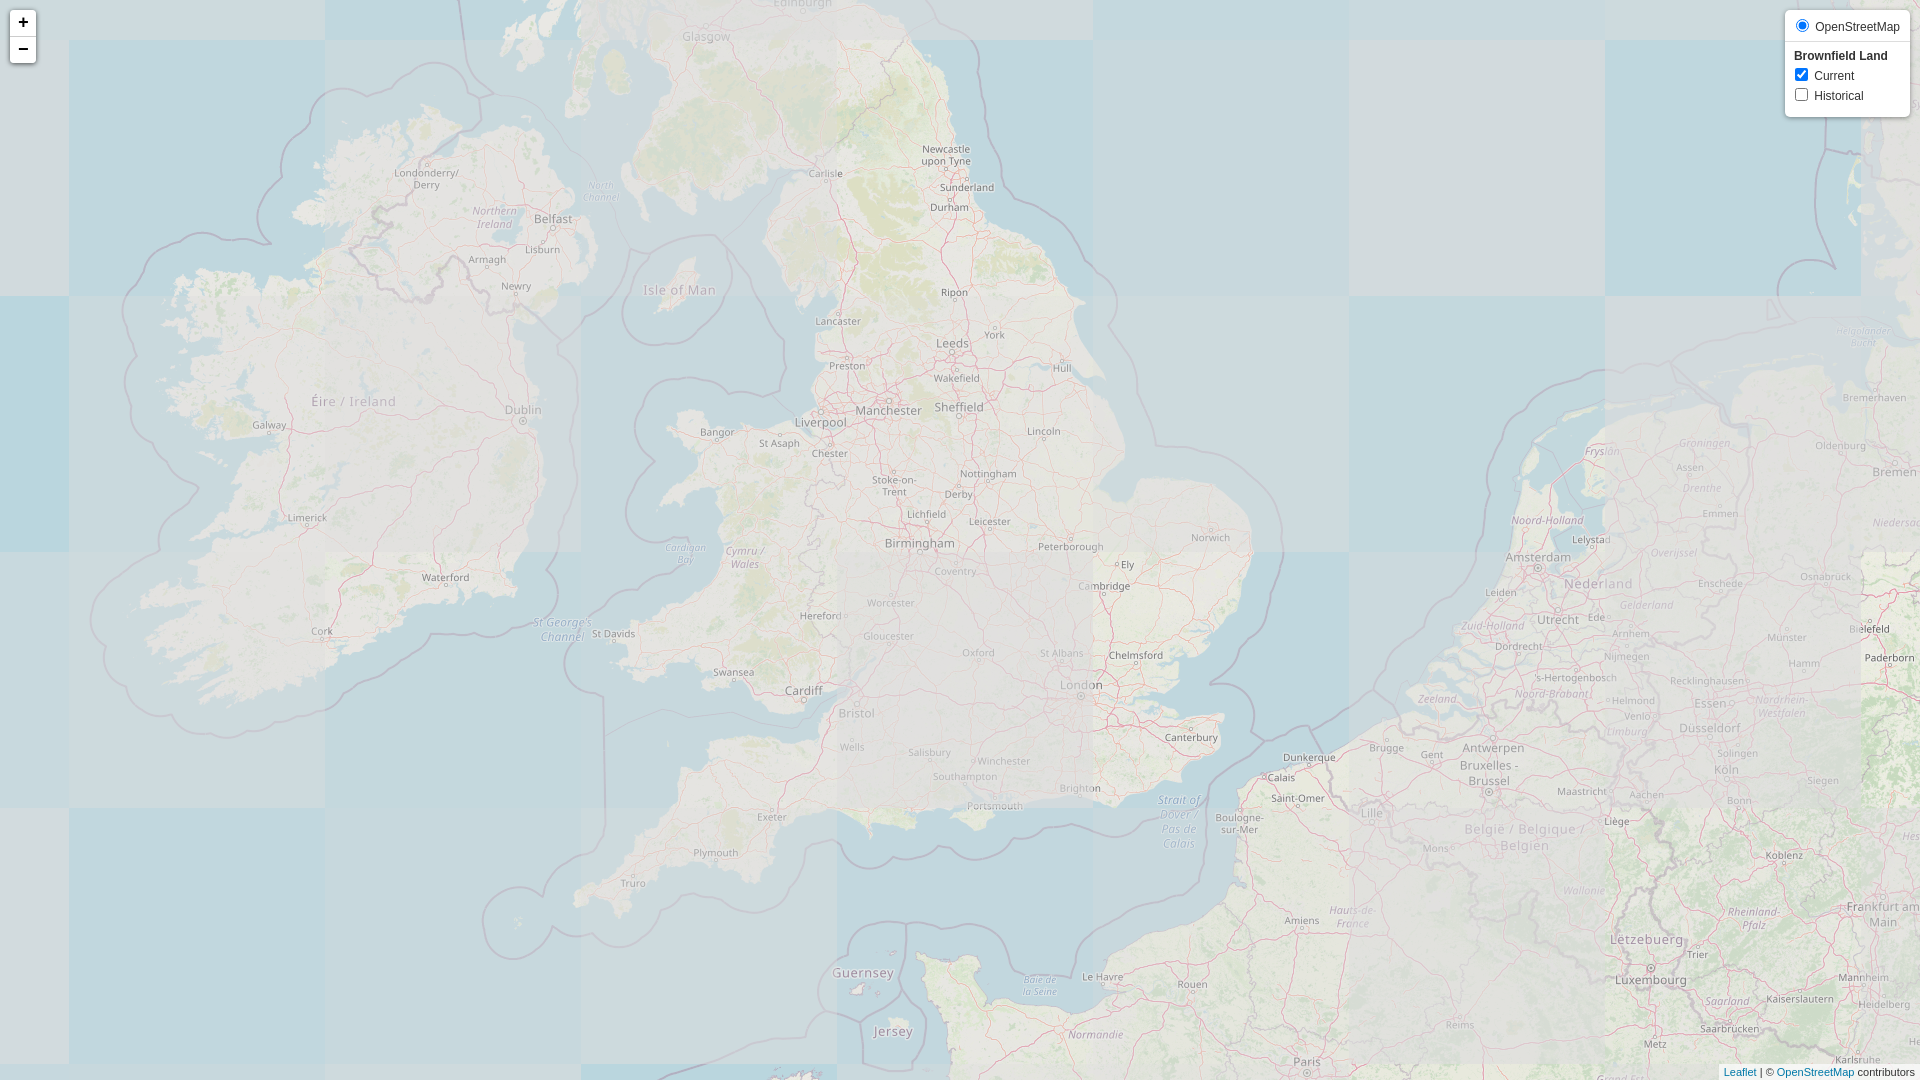 +
−
OpenStreetMap
Brownfield Land
Current
Historical
Edinburgh
Glasgow
Newcastle
upon Tyne
Londonderry/
Derry
Carlisle
North
Channel
Sunderland
Durham
Northern
Ireland
Belfast
Lisburn
Armagh
Newry
Isle of Man
Ripon
Lancaster
York
Leeds
Helgoländer
Bucht
Preston
Hull
Wakefield
Éire / Ireland
Dublin
Manchester
Sheffield
Bremerhaven
Galway
Liverpool
Bangor
St Asaph
Lincoln
Groningen
Oldenburg
Chester
Fryslân
Assen
Bremen
Nottingham
Stoke-on-
Trent
Derby
Drenthe
Limerick
Lichfield
Leicester
Emmen
Noord-Holland
Niedersac
Birmingham
Norwich
Lelystad
Peterborough
Cardigan
Bay
Cymru /
Wales
Overijssel
Amsterdam
Ely
Coventry
Waterford
Cambridge
Nederland
Enschede
Osnabrück
Leiden
Worcester
Gelderland
Hereford
Utrecht
Ede
St George's
Channel
Zuid-Holland
Cork
St Davids
Gloucester
Arnhem
Bielefeld
Münster
Oxford
St Albans
Chelmsford
Dordrecht
Nijmegen
Paderborn
Hamm
Swansea
's-Hertogenbosch
Recklinghausen
London
Cardiff
Noord-Brabant
Zeeland
Helmond
Essen
Nordrhein-
Westfalen
Bristol
Venlo
Düsseldorf
Limburg
Canterbury
Wells
Salisbury
Brugge
Gent
Antwerpen
Solingen
Winchester
Dunkerque
Bruxelles -
Brussel
Köln
Southampton
Calais
Siegen
Brighton
Maastricht
Aachen
Saint-Omer
Bonn
Portsmouth
Strait of
Dover /
Pas de
Calais
Exeter
Boulogne-
sur-Mer
Lille
Liège
België / Belgique /
Belgien
Mons
Plymouth
Koblenz
Truro
Wallonie
Hauts-de-
France
Amiens
Rheinland-
Pfalz
Frankfurt am
Main
Lëtzebuerg
Trier
Guernsey
Le Havre
Baie de
la Seine
Rouen
Luxembourg
Mannheim
Saarland
Kaiserslautern
Heidelberg
Jersey
Normandie
Reims
Saarbrücken
Metz
Paris
Karlsruhe
Leaflet | © OpenStreetMap contributors